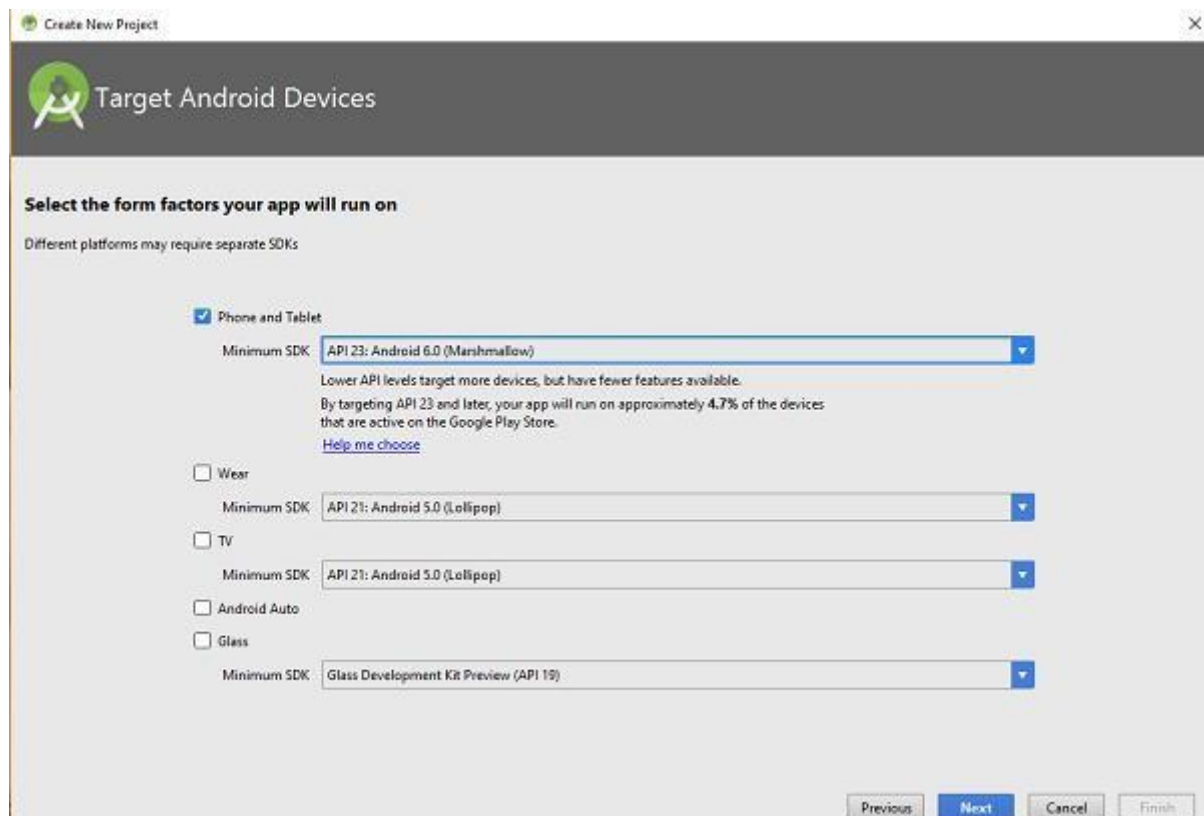 Create New Project
Target Android Devices
Select the form factors your app will run on
Different platforms may require separate SDKs
Phone and Tablet
Minimum SDK API 23: Android 6.0 (Marshmallow)
Lower API levels target more devices, but have fewer features available.
By targeting API 23 and later, your app will run on approximately 4.7% of the devices
that are active on the Google Play Store.
Help me choose
Wear
Minimum SDK API 21: Android 5.0 (Lollipop)
TV
Minimum SDK API 21: Android 5.0 (Lollipop)
Android Auto
Glass
Minimum SDK Glass Development Kit Preview (API 19)
Previous Next Cancel Finish